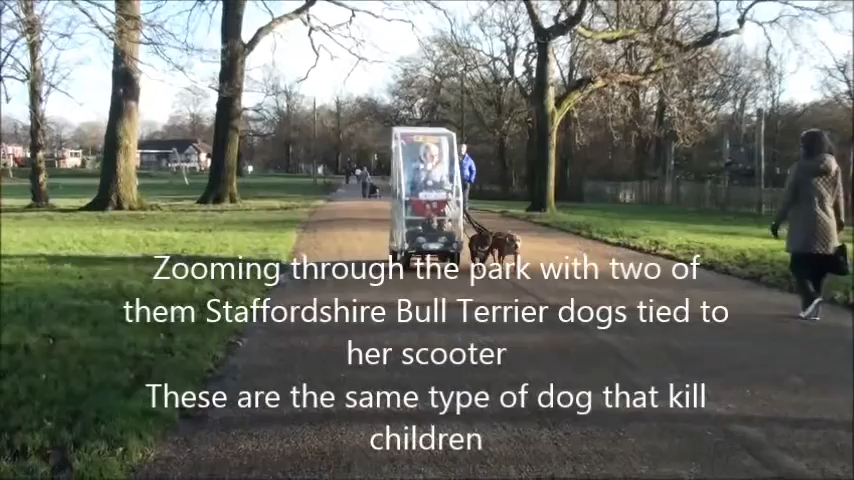 Zooming through the park with two of
them Staffordshire Bull Terrier dogs tied to
her scooter
These are the same type of dog that kill
children